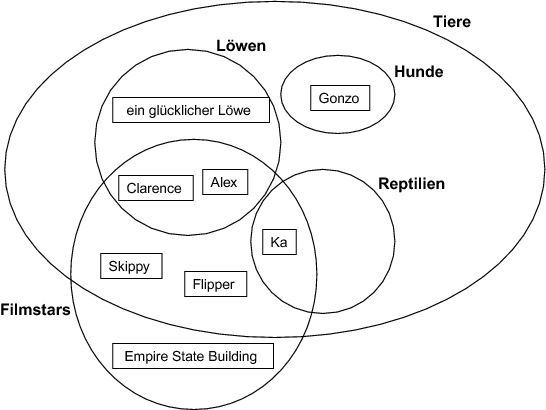 Tiere
Löwen
Hunde
Gonzo
ein glücklicher Löwe
Clarence
Alex
Reptilien
Ka
Skippy
Flipper
Filmstars
Empire State Building